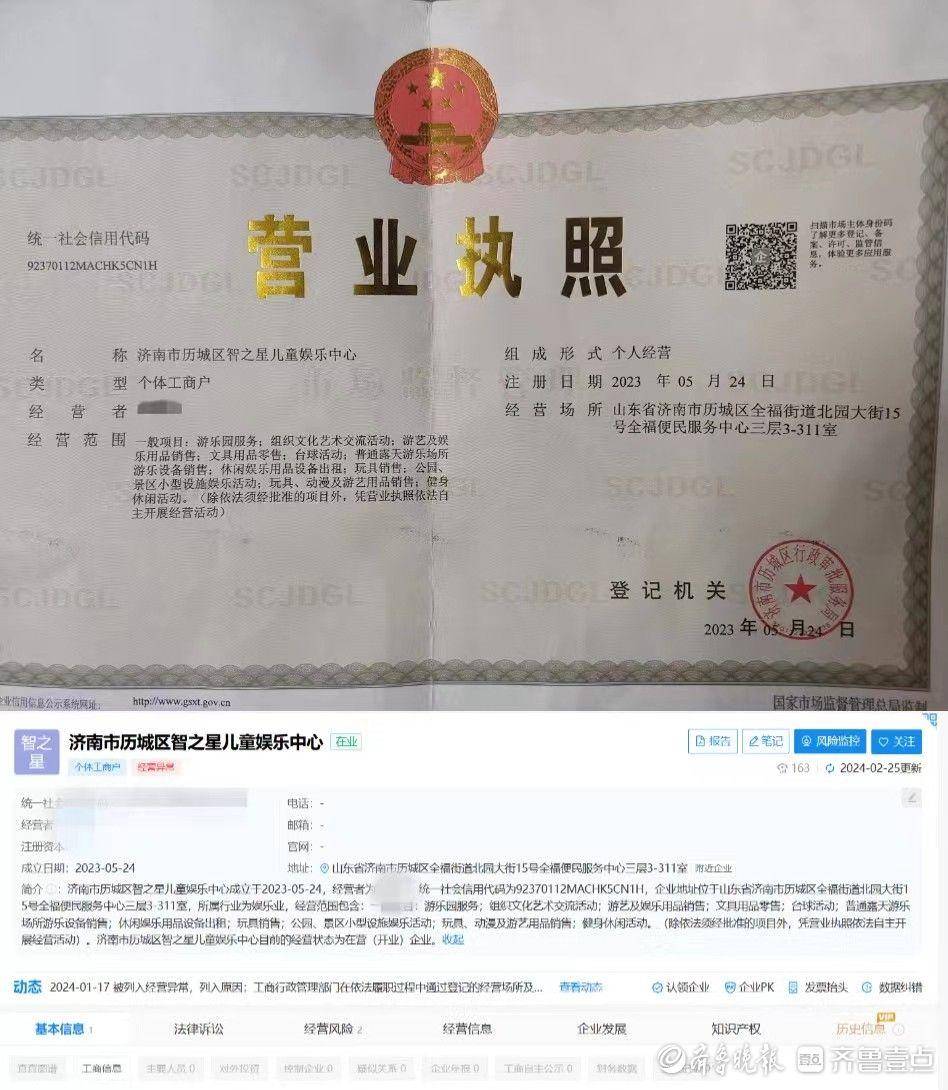 统一社会信用代码
92370112MACHK5CN1H
营业执照
扫描市场主体身份码
了解更多登记、备
案、许可、监管信
息，体验更多应用服
务。
名称 济南市历城区智之星儿童娱乐中心
类型 个体工商户
经营者
经营范围 一般项目：游乐园服务；组织文化艺术交流活动；游艺及娱
乐用品销售；文具用品零售；台球活动；普通露天游乐场所
游乐设备销售；休闲娱乐用品设备出租；玩具销售；公园、
景区小型设施娱乐活动；玩具、动漫及游艺用品销售；健身
休闲活动。（除依法须经批准的项目外，凭营业执照依法自
主开展经营活动）
组成形式 个人经营
注册日期 2023 年 05 月 24 日
经营场所 山东省济南市历城区全福街道北园大街15
号全福便民服务中心三层3-311室
登记机关
济南市历城区行政审批服务局
2023 年 05 月 24 日
企业信用信息公示系统网址：
http://www.gsxt.gov.cn
国家市场监督管理总局监制
SCJDGL
智之
星
济南市历城区智之星儿童娱乐中心 在业
个体工商户 经营异常
报告 笔记 风险监控 关注
163 2024-02-25更新
统一社会
经营者
注册资本
成立日期：2023-05-24
电话：-
邮箱：-
官网：-
地址：山东省济南市历城区全福街道北园大街15号全福便民服务中心三层3-311室 附近企业
简介：济南市历城区智之星儿童娱乐中心成立于2023-05-24，经营者为 统一社会信用代码为92370112MACHK5CN1H，企业地址位于山东省济南市历城区全福街道北园大街1
5号全福便民服务中心三层3-311室，所属行业为娱乐业，经营范围包含：一 目：游乐园服务；组织文化艺术交流活动；游艺及娱乐用品销售；文具用品零售；台球活动；普通露天游乐
场所游乐设备销售；休闲娱乐用品设备出租；玩具销售；公园、景区小型设施娱乐活动；玩具、动漫及游艺用品销售；健身休闲活动。（除依法须经批准的项目外，凭营业执照依法自主开
展经营活动）。济南市历城区智之星儿童娱乐中心目前的经营状态为在营（开业）企业。收起
动态 2024-01-17 被列入经营异常，列入原因：工商行政管理部门在依法履职过程中通过登记的经营场所及... 查看动态 认领企业 企业PK 发票抬头 数据纠错
基本信息 1 法律诉讼 经营风险 2 经营信息 企业发展 知识产权 历史信息 VIP
工商信息 主要人员 0 对外投资 控制企业 0 疑似关系 0 企业年报 0 工商自主公示 0 财务数据
齐鲁晚报 齐鲁壹点